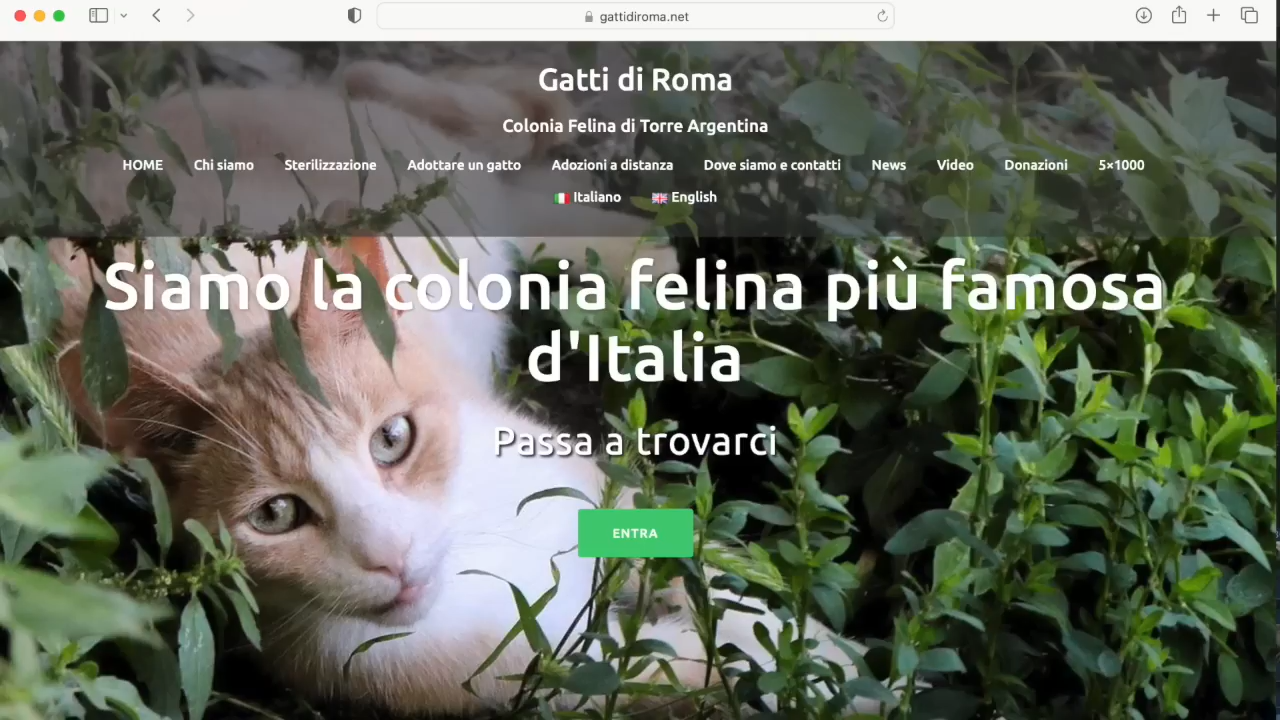 gattidiroma.net
Gatti di Roma
Colonia Felina di Torre Argentina
HOME Chi siamo Sterilizzazione Adottare un gatto Adozioni a distanza Dove siamo e contatti News Video Donazioni 5×1000
Italiano English
Siamo la colonia felina più famosa
d'Italia
Passa a trovarci
ENTRA